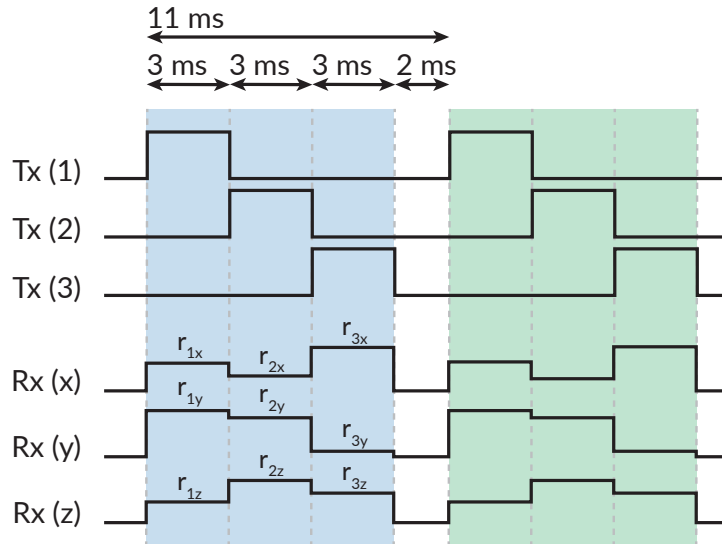 11 ms
3 ms 3 ms 3 ms 2 ms
Tx (1)
Tx (2)
Tx (3)
r3x
r1x r2x
Rx (x)
r1y r2y
r3y
Rx (y)
r1z r2z r3z
Rx (z)